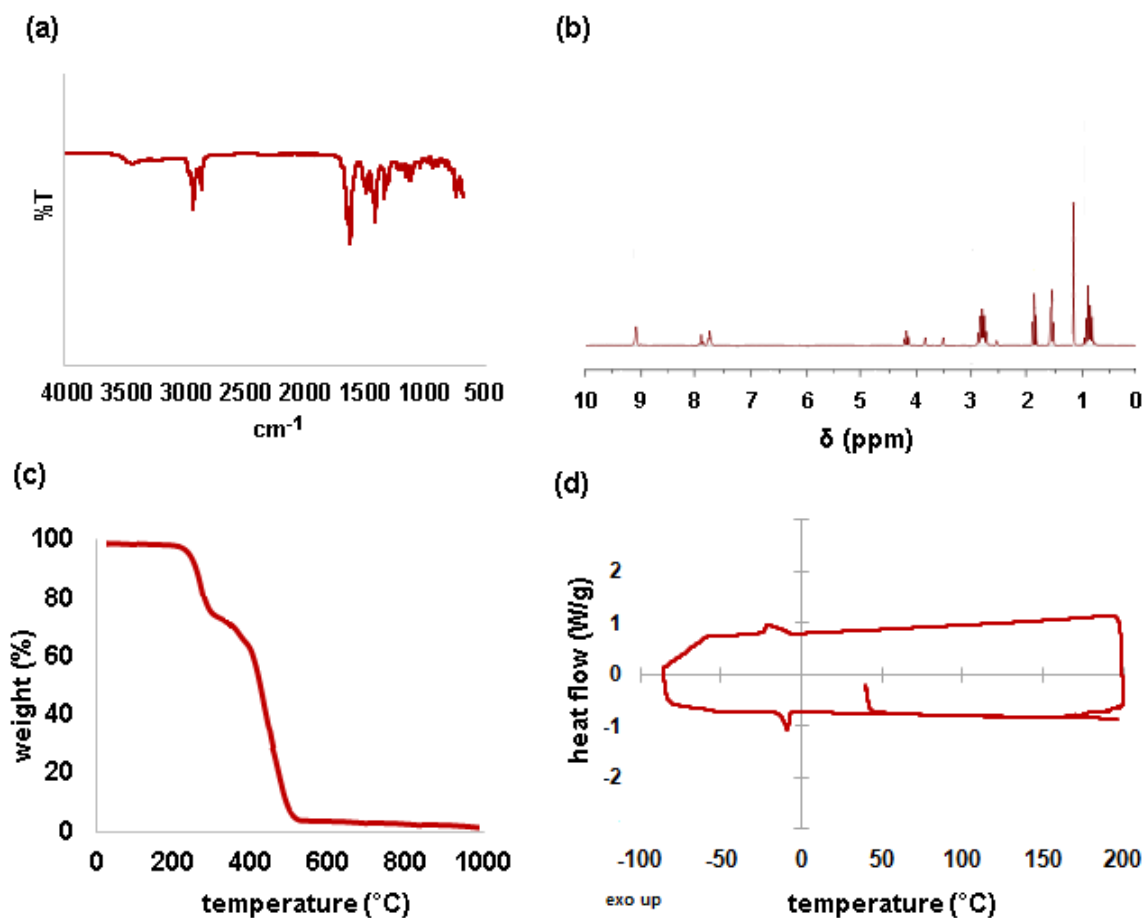 (a)
%T
4000 3500 3000 2500 2000 1500 1000 500
cm-1
(b)
10 9 8 7 6 5 4 3 2 1 0
δ (ppm)
(c)
weight (%)
100
80
60
40
20
0
0 200 400 600 800 1000
temperature (°C)
(d)
heat flow (W/g)
2
1
0
-1
-2
-100 -50 0 50 100 150 200
exo up
temperature (°C)